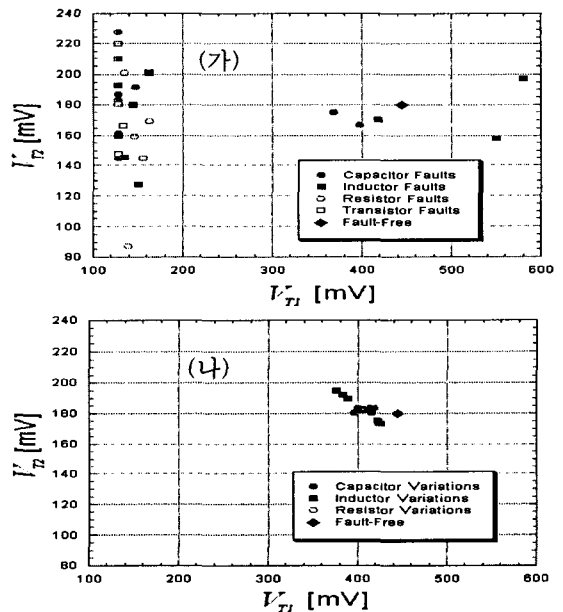 240
220
200
180
160
140
120
100
80
V_T2 [mV]
(가)
Capacitor Faults
Inductor Faults
Resistor Faults
Transistor Faults
Fault-Free
100 200 300 400 500 600
V_T1 [mV]
240
220
200
180
160
140
120
100
80
V_T2 [mV]
(나)
Capacitor Variations
Inductor Variations
Resistor Variations
Fault-Free
100 200 300 400 500 600
V_T1 [mV]